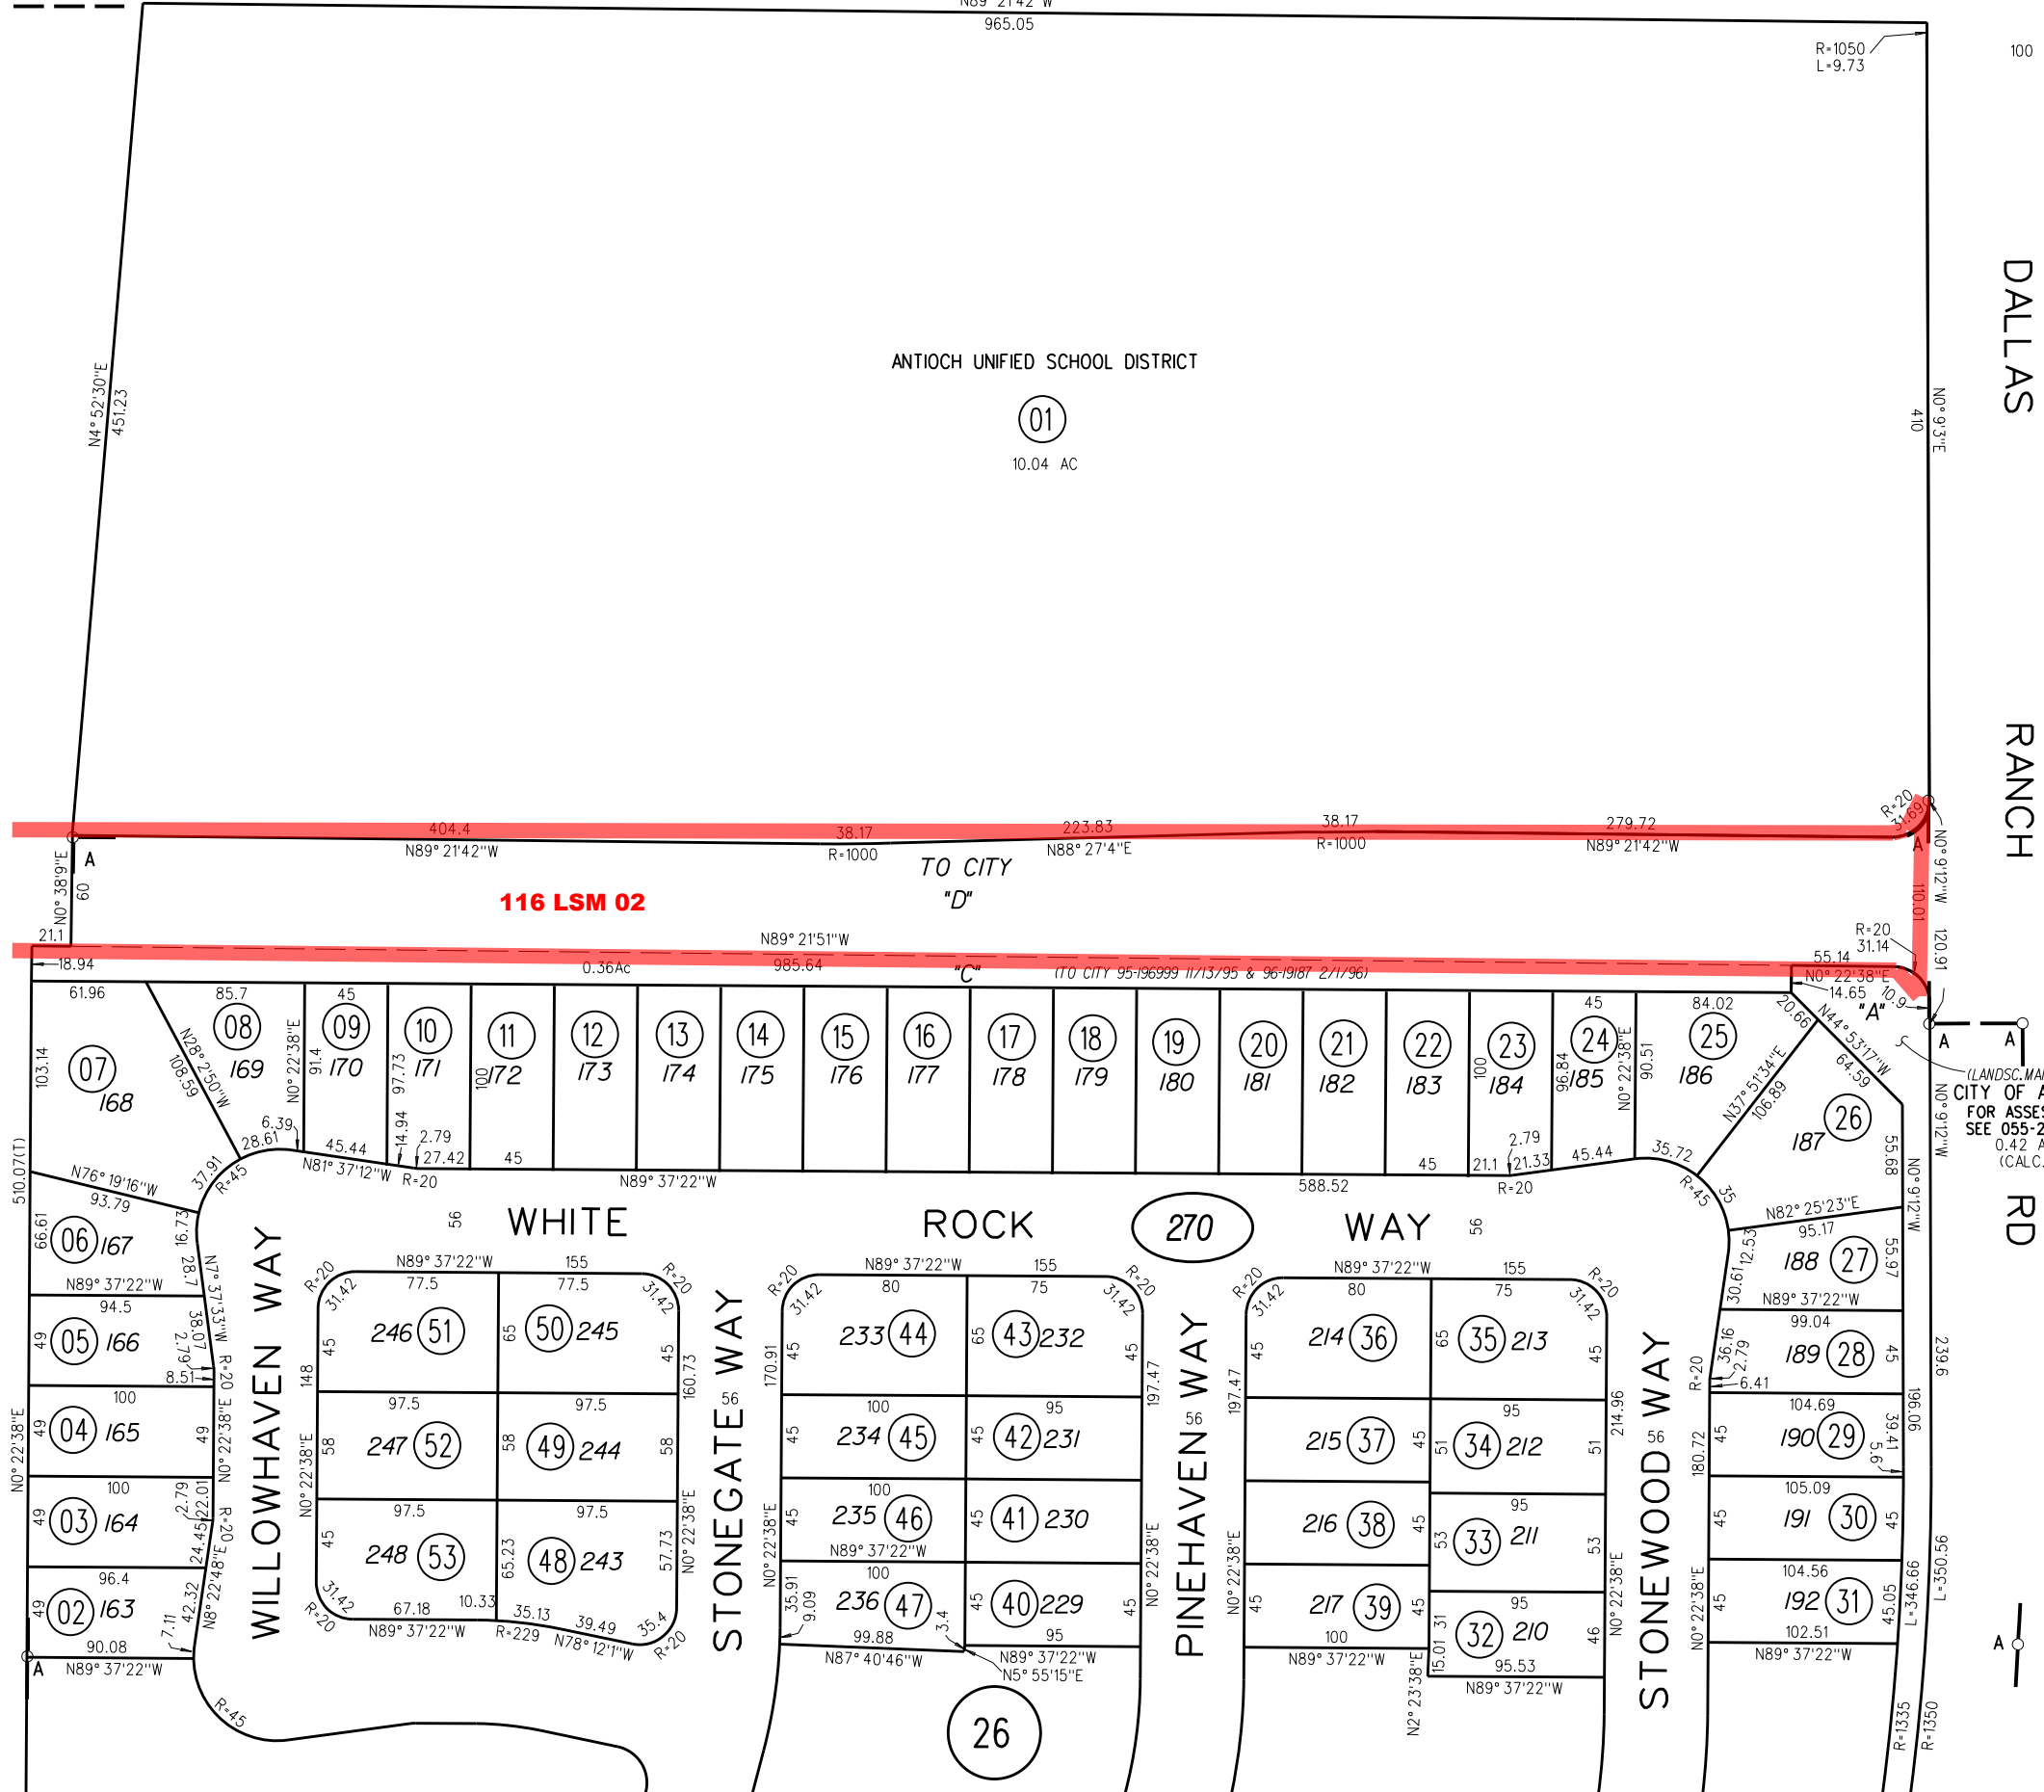 N89° 21'42"W
965.05
R=1050
L=9.73
100
DALLAS
RANCH
RD
N4° 52'30"E
451.23
ANTIOCH UNIFIED SCHOOL DISTRICT
01
10.04 AC
N0° 9'3"E
410
404.4
N89° 21'42"W
38.17
R=1000
223.83
N88° 27'4"E
38.17
R=1000
279.72
N89° 21'42"W
R=20
31.69
A
A
N0° 38'9"E
60
TO CITY
"D"
116 LSM 02
N0° 9'12"W
110.01
120.91
21.1
18.94
N89° 21'51"W
0.36Ac
985.64
"C"
(TO CITY 95-196999 11/13/95 & 96-19187 2/1/96)
R=20
31.14
55.14
N0° 22'38"E
14.65
10.9
"A"
A
A
(LANDSC.
CITY OF
FOR
SEE
0.42
(CALC.
61.96
85.7
45
45
84.02
20.66
N44° 53'17"W
64.59
07
168
08
169
09
170
10
171
11
172
12
173
13
174
14
175
15
176
16
177
17
178
18
179
19
180
20
181
21
182
22
183
23
184
24
185
25
186
26
187
103.14
N28° 2'50"W
108.59
N0° 22'38"E
91.4
97.73
100
100
96.84
N0° 22'38"E
90.51
N37° 51'34"E
106.89
55.68
N0° 9'12"W
N0° 9'12"W
510.07(T)
N76° 19'16"W
93.79
37.91
R=45
28.61
6.39
45.44
N81° 37'12"W
14.94
2.79
27.42
R=20
45
N89° 37'22"W
588.52
45
21.1
2.79
21.33
R=20
45.44
35.72
R=45
35
N82° 25'23"E
95.17
WHITE
ROCK
WAY
56
56
270
66.61
06
167
16.73
28.7
N7° 37'33"W
N89° 37'22"W
94.5
49
05
166
38.07
2.79
8.51
R=20
100
49
04
165
49
N0° 22'38"E
N0° 22'38"E
100
49
03
164
2.79
22.01
R=20
24.45
96.4
49
02
163
42.32
7.11
N8° 22'48"E
90.08
N89° 37'22"W
A
R=45
WILLOWHAVEN WAY
N89° 37'22"W
155
R=20
31.42
77.5
77.5
R=20
31.42
246
51
50
245
45
65
45
148
160.73
97.5
97.5
247
52
49
244
58
58
58
N0° 22'38"E
97.5
97.5
248
53
48
243
45
65.23
57.73
N0° 22'38"E
31.42
R=20
67.18
10.33
N89° 37'22"W
35.13
R=229
39.49
N78° 12'1"W
35.4
R=20
STONEGATE WAY
56
N89° 37'22"W
155
R=20
31.42
80
75
R=20
31.42
233
44
43
232
45
65
45
170.91
197.47
100
95
234
45
42
231
45
45
100
235
46
41
230
45
45
N89° 37'22"W
N0° 22'38"E
N0° 22'38"E
100
236
47
40
229
35.91
9.09
45
45
3.4
99.88
N87° 40'46"W
95
N89° 37'22"W
N5° 55'15"E
26
PINEHAVEN WAY
56
N89° 37'22"W
155
R=20
31.42
80
75
R=20
31.42
214
36
35
213
45
65
45
197.47
214.96
95
215
37
34
212
45
51
51
95
216
38
33
211
45
53
53
N0° 22'38"E
N0° 22'38"E
217
39
32
210
45
45
31
15.01
46
95
100
N89° 37'22"W
95.53
N89° 37'22"W
N2° 23'38"E
STONEWOOD WAY
56
12.53
188
27
55.97
30.61
N89° 37'22"W
99.04
189
28
45
36.16
2.79
R=20
6.41
239.6
196.06
104.69
190
29
45
39.41
5.6
180.72
105.09
191
30
45
45
104.56
192
31
45
45.05
N0° 22'38"E
102.51
N89° 37'22"W
L=346.66
L=350.56
R=1335
R=1350
A